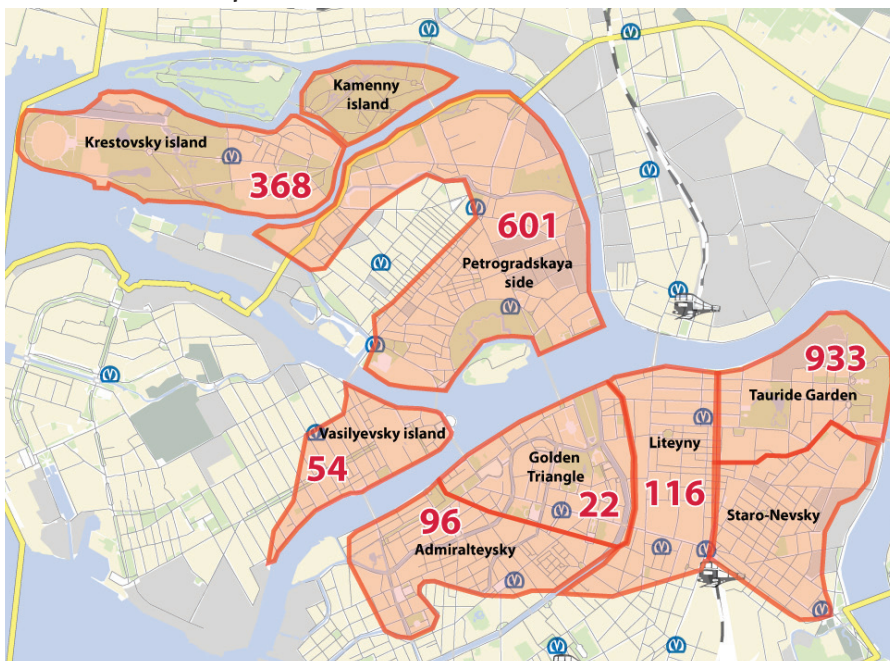 Kamenny
island
Krestovsky island
368
601
Petrogradskaya
side
933
Tauride Garden
Vasilyevsky island
54
Golden
Triangle
22
Liteyny
116
96
Admiralteysky
Staro-Nevsky